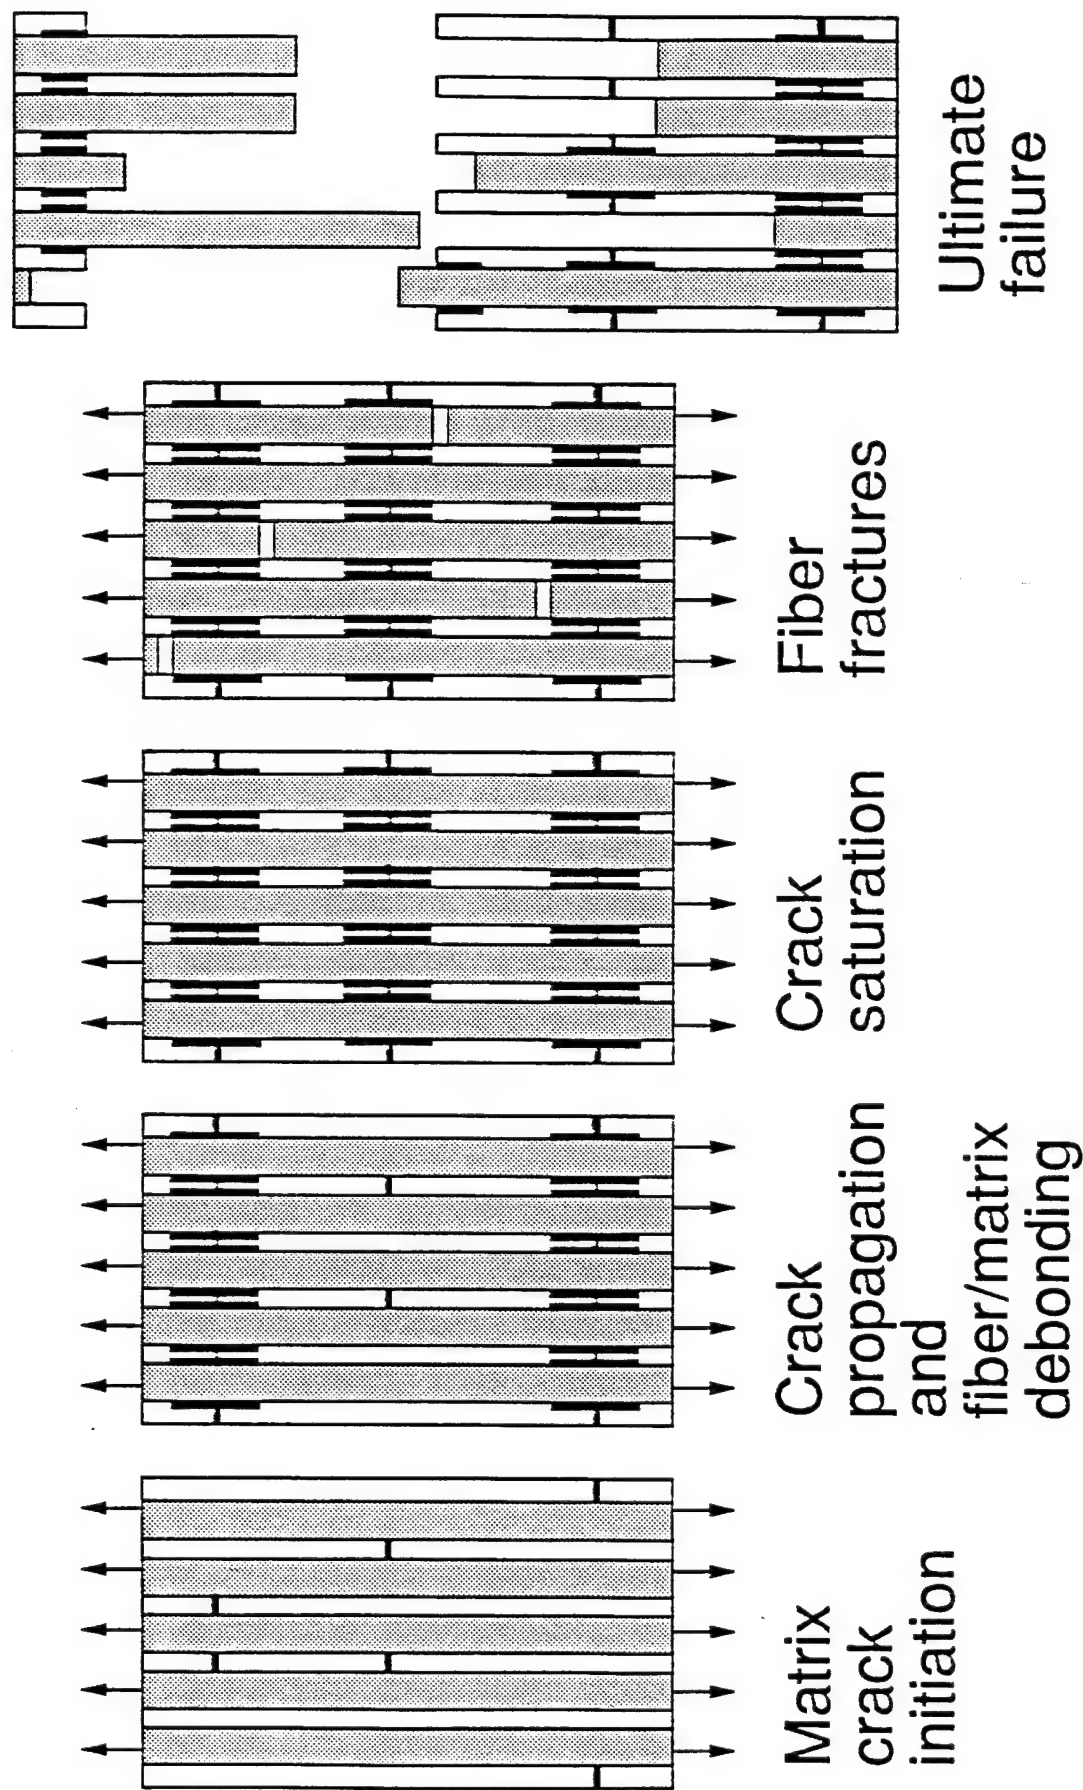 Matrix
crack
initiation
Crack
propagation
and
fiber/matrix
debonding
Crack
saturation
Fiber
fractures
Ultimate
failure